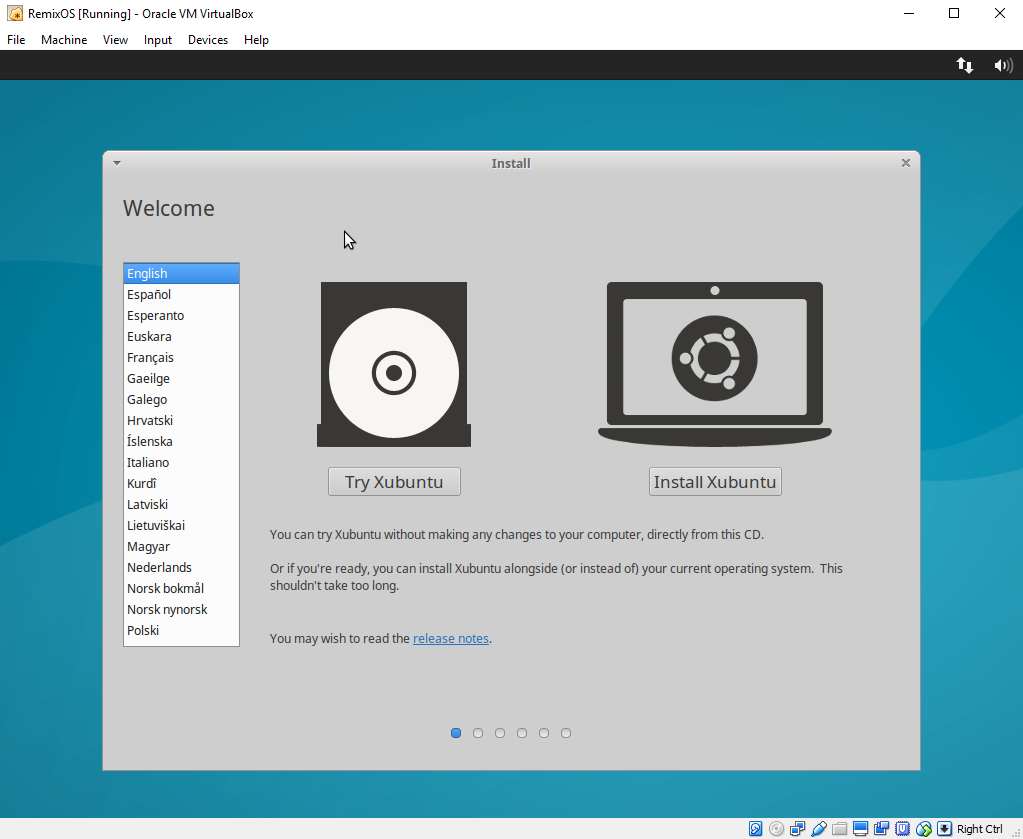 RemixOS [Running] - Oracle VM VirtualBox
File Machine View Input Devices Help
Install
Welcome
English
Español
Esperanto
Euskara
Français
Gaeilge
Galego
Hrvatski
Íslenska
Italiano
Kurdî
Latviski
Lietuviškai
Magyar
Nederlands
Norsk bokmål
Norsk nynorsk
Polski
Try Xubuntu
Install Xubuntu
You can try Xubuntu without making any changes to your computer, directly from this CD.
Or if you're ready, you can install Xubuntu alongside (or instead of) your current operating system.  This
shouldn't take too long.
You may wish to read the release notes.
Right Ctrl